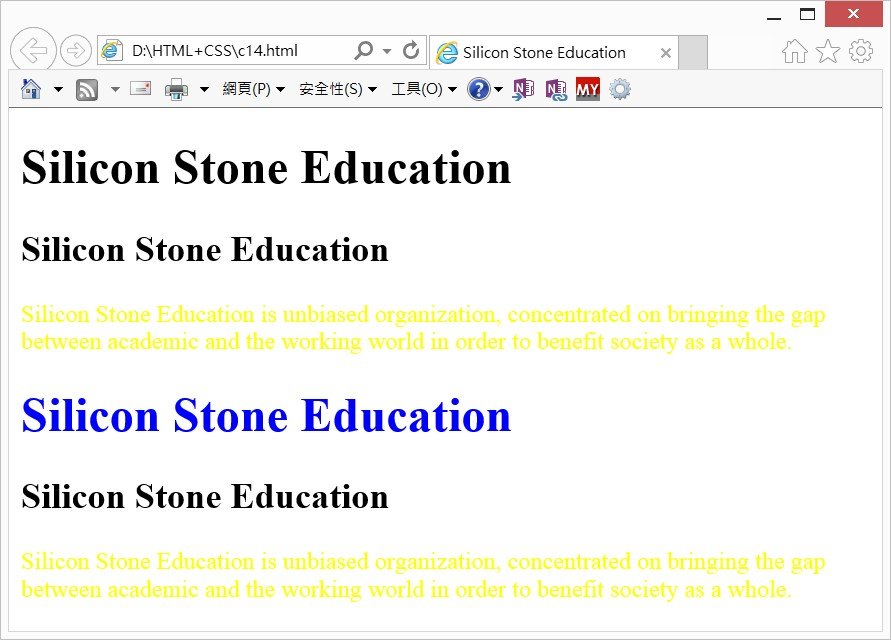 D:\HTML+CSS\c14.html
Silicon Stone Education
網頁(P)
安全性(S)
工具(O)
?
N
N
MY
Silicon Stone Education
Silicon Stone Education
Silicon Stone Education is unbiased organization, concentrated on bringing the gap
between academic and the working world in order to benefit society as a whole.
Silicon Stone Education
Silicon Stone Education
Silicon Stone Education is unbiased organization, concentrated on bringing the gap
between academic and the working world in order to benefit society as a whole.